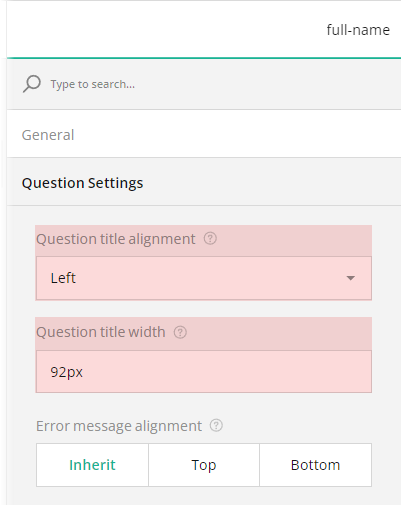 full-name
Type to search...
General
Question Settings
Question title alignment
Left
Question title width
92px
Error message alignment
Inherit Top Bottom